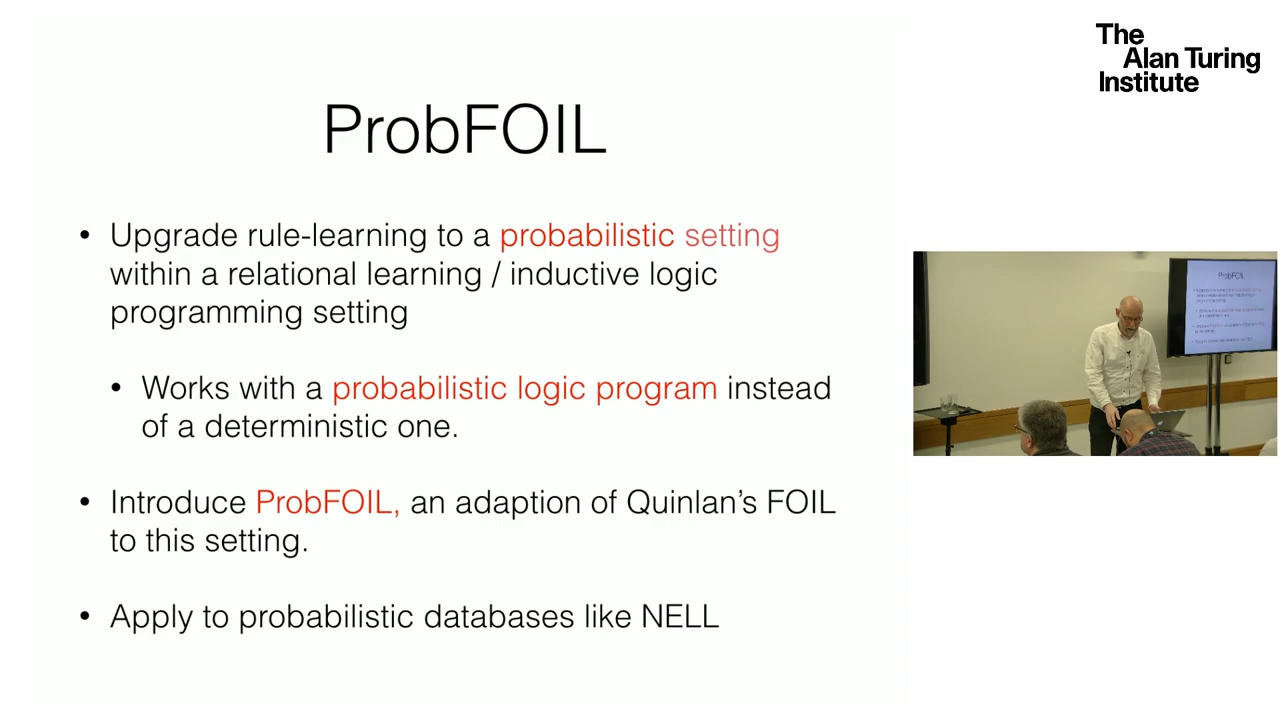 The
Alan Turing
Institute
ProbFOIL
• Upgrade rule-learning to a probabilistic setting
within a relational learning / inductive logic
programming setting
• Works with a probabilistic logic program instead
of a deterministic one.
• Introduce ProbFOIL, an adaption of Quinlan's FOIL
to this setting.
• Apply to probabilistic databases like NELL
ProbFOIL